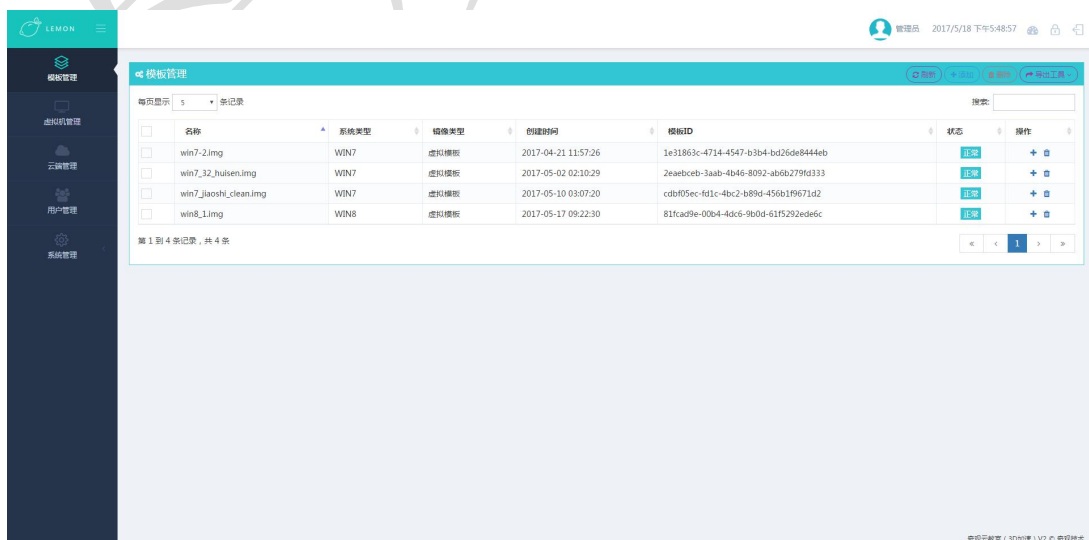 LEMON
管理员 2017/5/18 下午5:48:57
模板管理
虚拟机管理
云端管理
用户管理
系统管理
模板管理
刷新 添加 删除 导出工具
每页显示 5 条记录
搜索:
名称 系统类型 镜像类型 创建时间 模板ID 状态 操作
win7-2.img WIN7 虚拟模板 2017-04-21 11:57:26 1e31863c-4714-4547-b3b4-bd26de8444eb 正常
win7_32_huisen.img WIN7 虚拟模板 2017-05-02 02:10:29 2eaebceb-3aab-4b46-8092-ab6b279fd333 正常
win7_jiaoshi_clean.img WIN7 虚拟模板 2017-05-10 03:07:20 cdbf05ec-fd1c-4bc2-b89d-456b1f9671d2 正常
win8_1.img WIN8 虚拟模板 2017-05-17 09:22:30 81fcad9e-00b4-4dc6-9b0d-61f5292ede6c 正常
第 1 到 4 条记录，共 4 条
« ‹ 1 › »